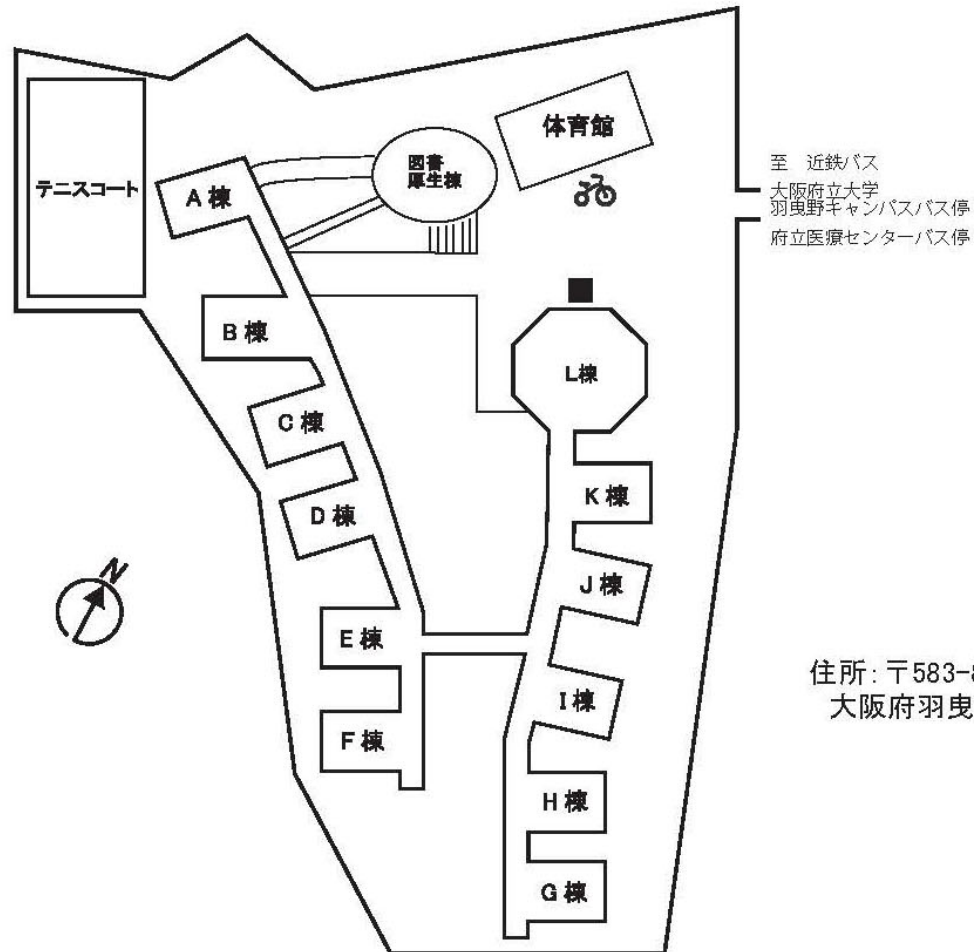 体育館
図書
厚生棟
テニスコート
A 棟
至 近鉄バス
大阪府立大学
羽曳野キャンパスバス停
府立医療センターバス停
B 棟
L棟
C 棟
K 棟
D 棟
N
J 棟
E 棟
住所：〒583-8
大阪府羽曳
I 棟
F 棟
H 棟
G 棟